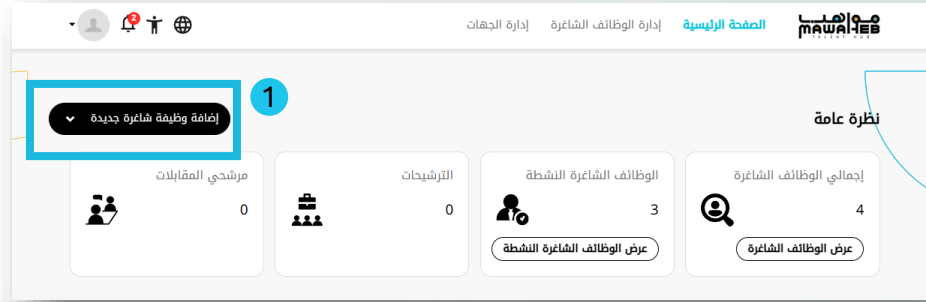 مواهب
MAWAHEB
TALENT HUB
الصفحة الرئيسية
إدارة الوظائف الشاغرة
إدارة الجهات
2
نظرة عامة
إضافة وظيفة شاغرة جديدة
1
إجمالي الوظائف الشاغرة
4
عرض الوظائف الشاغرة
الوظائف الشاغرة النشطة
3
عرض الوظائف الشاغرة النشطة
الترشيحات
0
مرشحي المقابلات
0